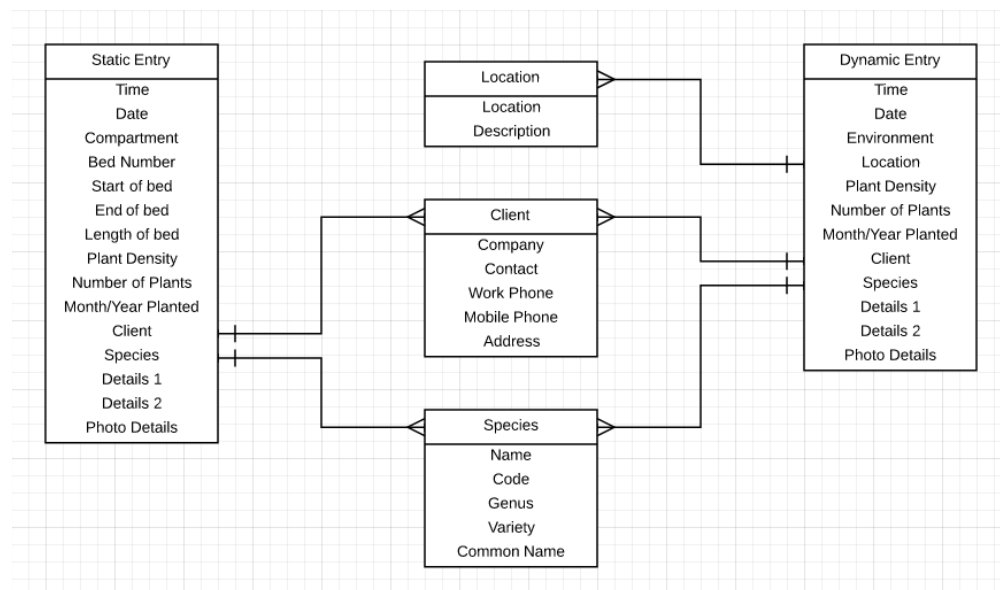 Static Entry
Time
Date
Compartment
Bed Number
Start of bed
End of bed
Length of bed
Plant Density
Number of Plants
Month/Year Planted
Client
Species
Details 1
Details 2
Photo Details
Location
Location
Description
Client
Company
Contact
Work Phone
Mobile Phone
Address
Species
Name
Code
Genus
Variety
Common Name
Dynamic Entry
Time
Date
Environment
Location
Plant Density
Number of Plants
Month/Year Planted
Client
Species
Details 1
Details 2
Photo Details